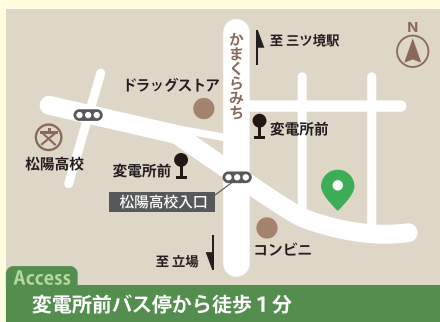 N
至 三ツ境駅
かまくらみち
ドラッグストア
変電所前
松陽高校
変電所前
松陽高校入口
コンビニ
至 立場
Access
変電所前バス停から徒歩1分